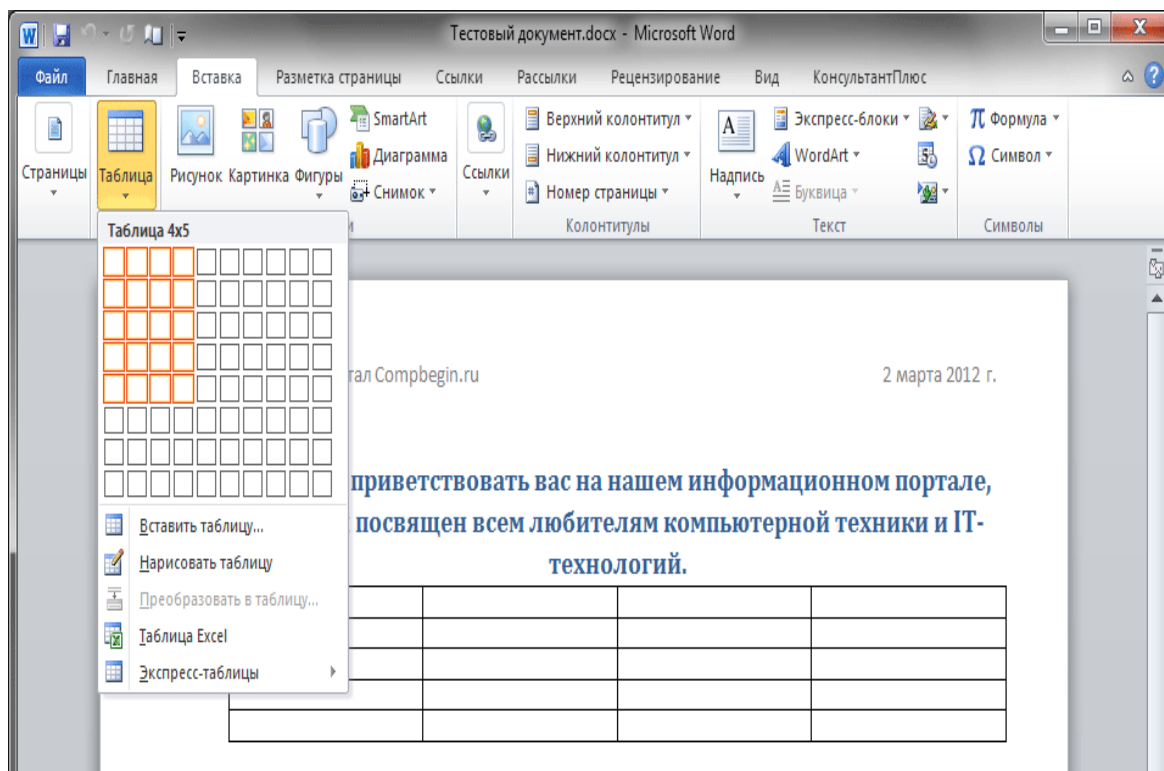 Тестовый документ.docx - Microsoft Word
Файл Главная Вставка Разметка страницы Ссылки Рассылки Рецензирование Вид КонсультантПлюс
Страницы
Таблица
Рисунок Картинка Фигуры
SmartArt
Диаграмма
Снимок
Ссылки
Верхний колонтитул
Нижний колонтитул
Номер страницы
Колонтитулы
Надпись
Экспресс-блоки
WordArt
Буквица
Текст
π Формула
Ω Символ
Символы
Таблица 4x5
Вставить таблицу...
Нарисовать таблицу
Преобразовать в таблицу...
Таблица Excel
Экспресс-таблицы
Compbegin.ru 2 марта 2012 г.
приветствовать вас на нашем информационном портале,
посвящен всем любителям компьютерной техники и IT-
технологий.